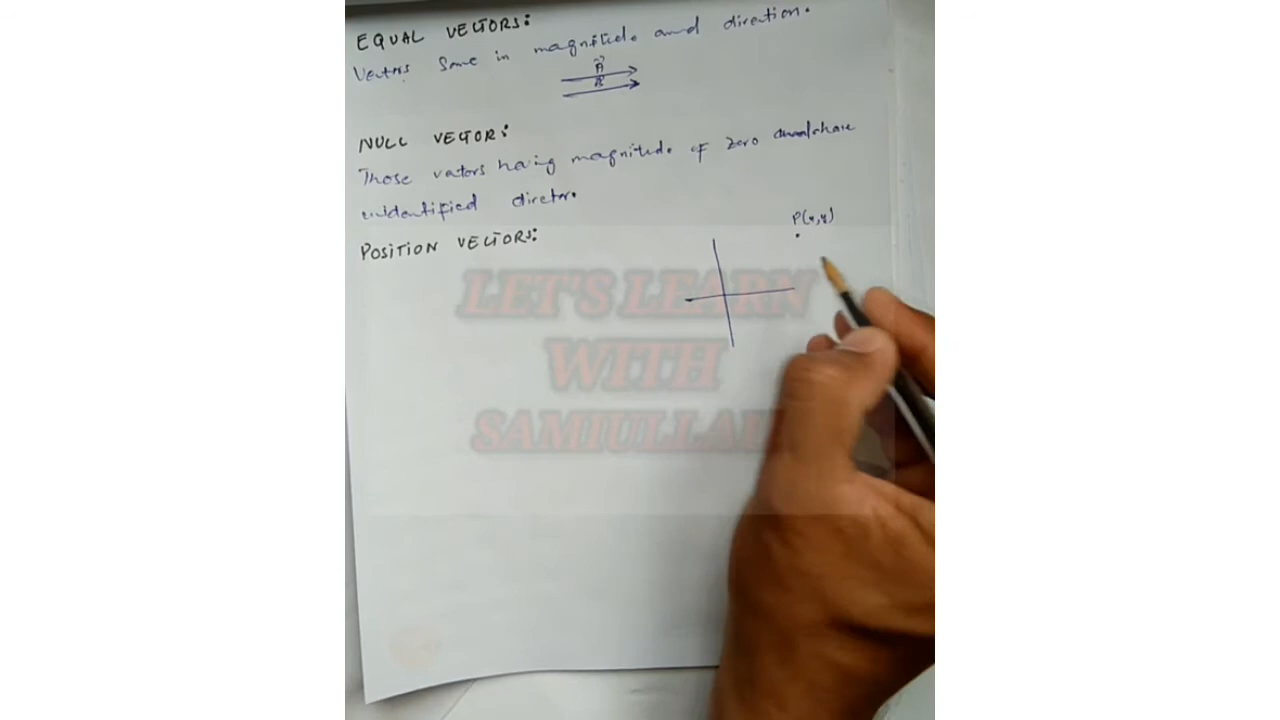 EQUAL VECTORS:
Vectors same in magnitude and direction.
A
B
NULL VECTOR:
Those vectors having magnitude of zero
unidentified
POSITION VECTORS:
P(x,y)
LET'S LEARN
WITH
SAMIULLAH